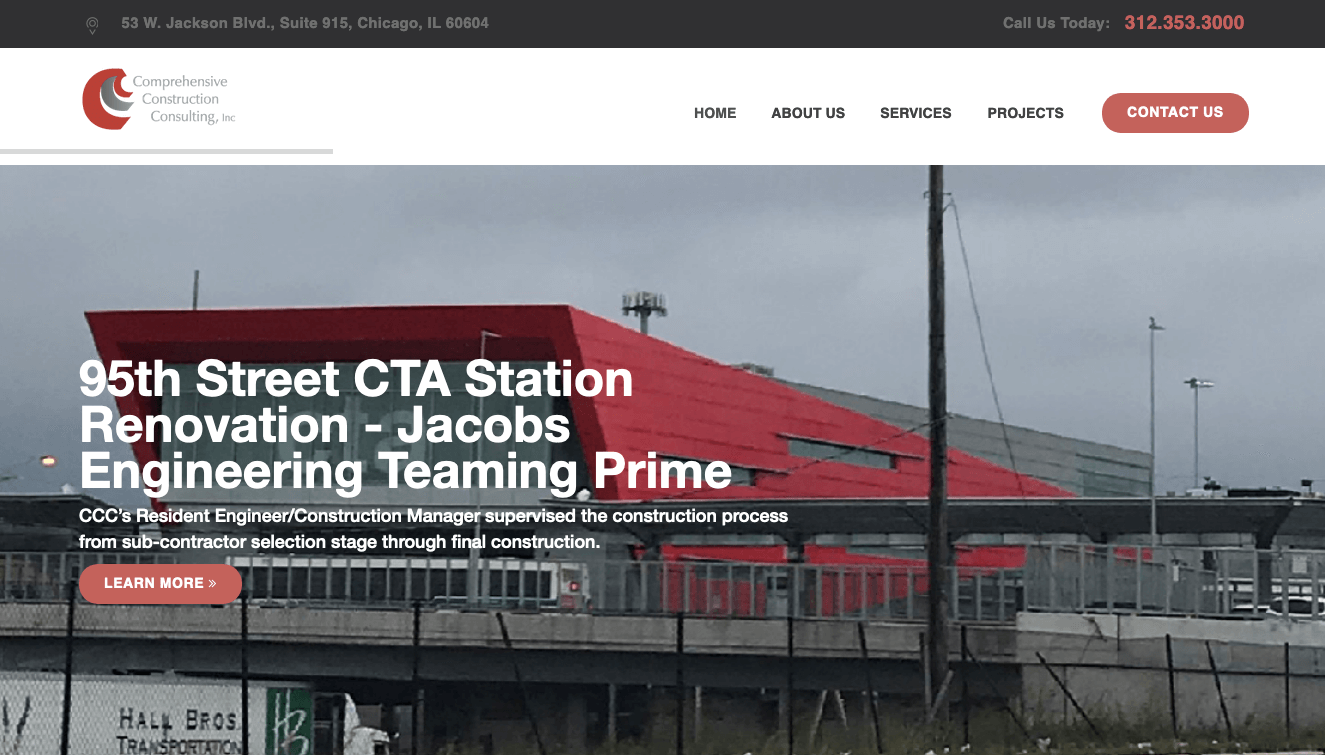 53 W. Jackson Blvd., Suite 915, Chicago, IL 60604
Call Us Today: 312.353.3000
Comprehensive
Construction
Consulting, Inc
HOME ABOUT US SERVICES PROJECTS CONTACT US
95th Street CTA Station
Renovation - Jacobs
Engineering Teaming Prime
CCC’s Resident Engineer/Construction Manager supervised the construction process
from sub-contractor selection stage through final construction.
LEARN MORE »
HALL BROS
TRANSPORTATION